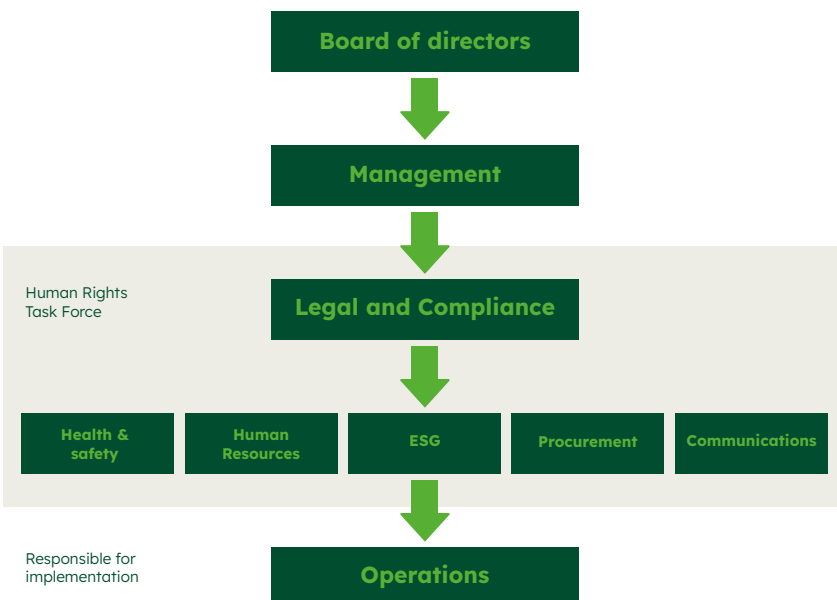 Board of directors
Management
Human Rights
Task Force
Legal and Compliance
Health &
safety
Human
Resources
ESG
Procurement
Communications
Responsible for
implementation
Operations